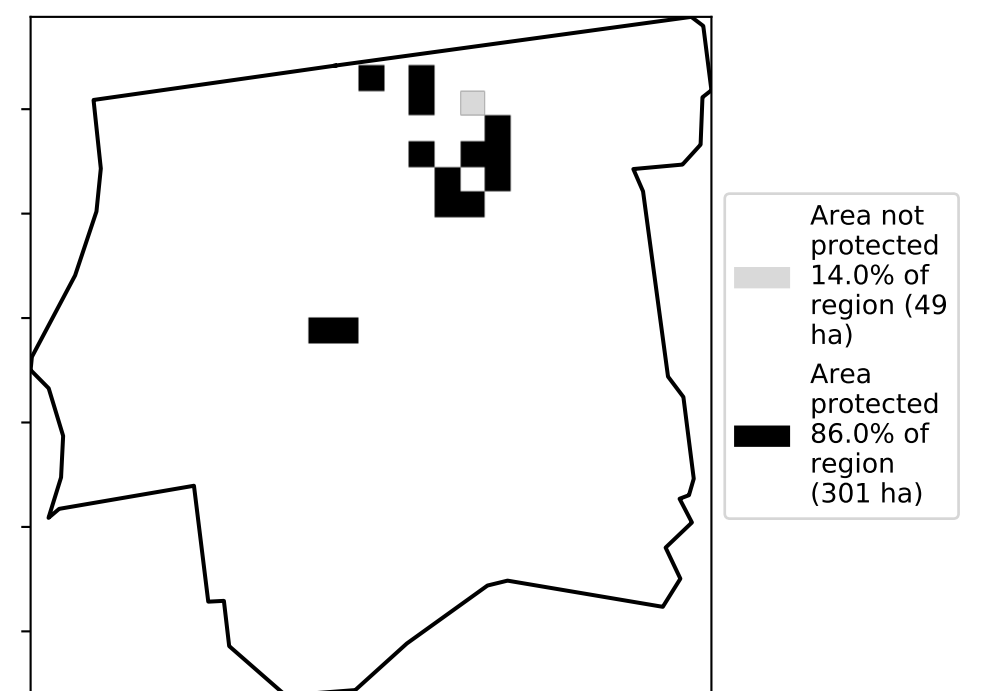 Area not
protected
14.0% of
region (49
ha)
Area
protected
86.0% of
region
(301 ha)